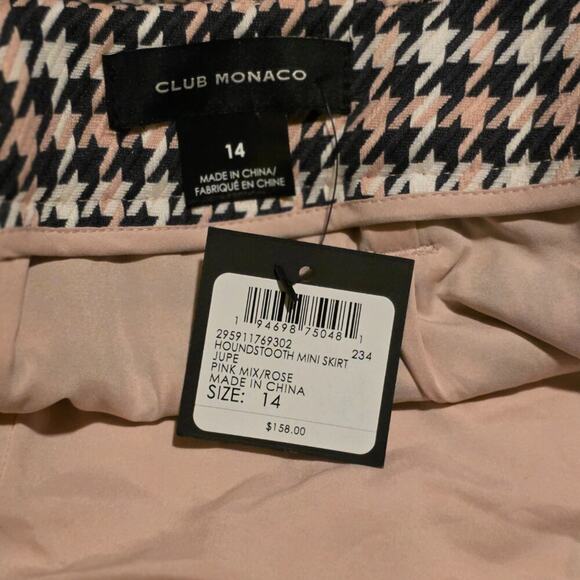 CLUB MONACO
14
MADE IN CHINA/
FABRIQUÉ EN CHINE
1 94698 75048 1
295911769302 234
HOUNDSTOOTH MINI SKIRT
JUPE
PINK MIX/ROSE
MADE IN CHINA
SIZE: 14
$158.00